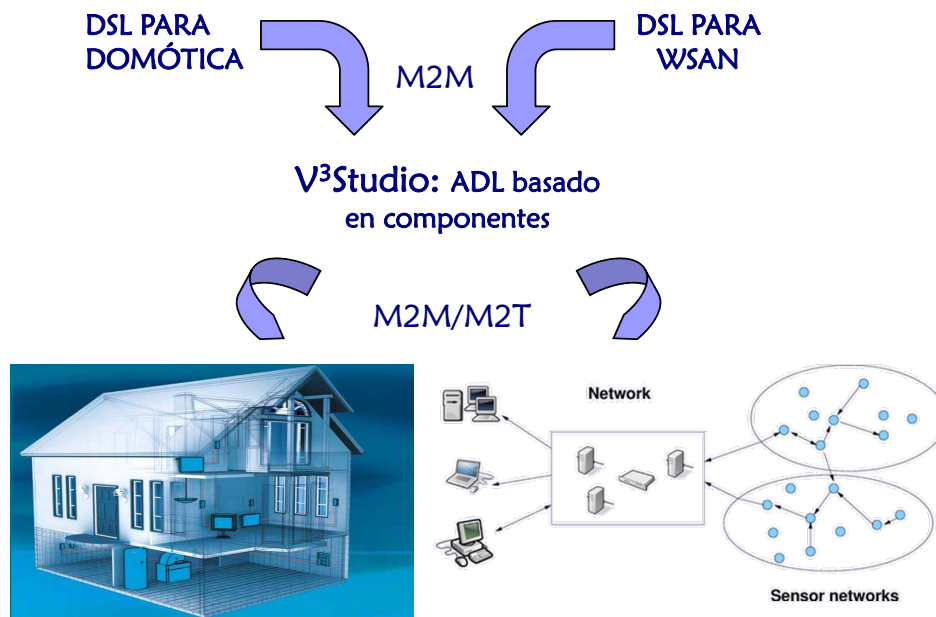 DSL PARA
DOMÓTICA
M2M
DSL PARA
WSAN
V³Studio: ADL basado
en componentes
M2M/M2T
Network
Sensor networks